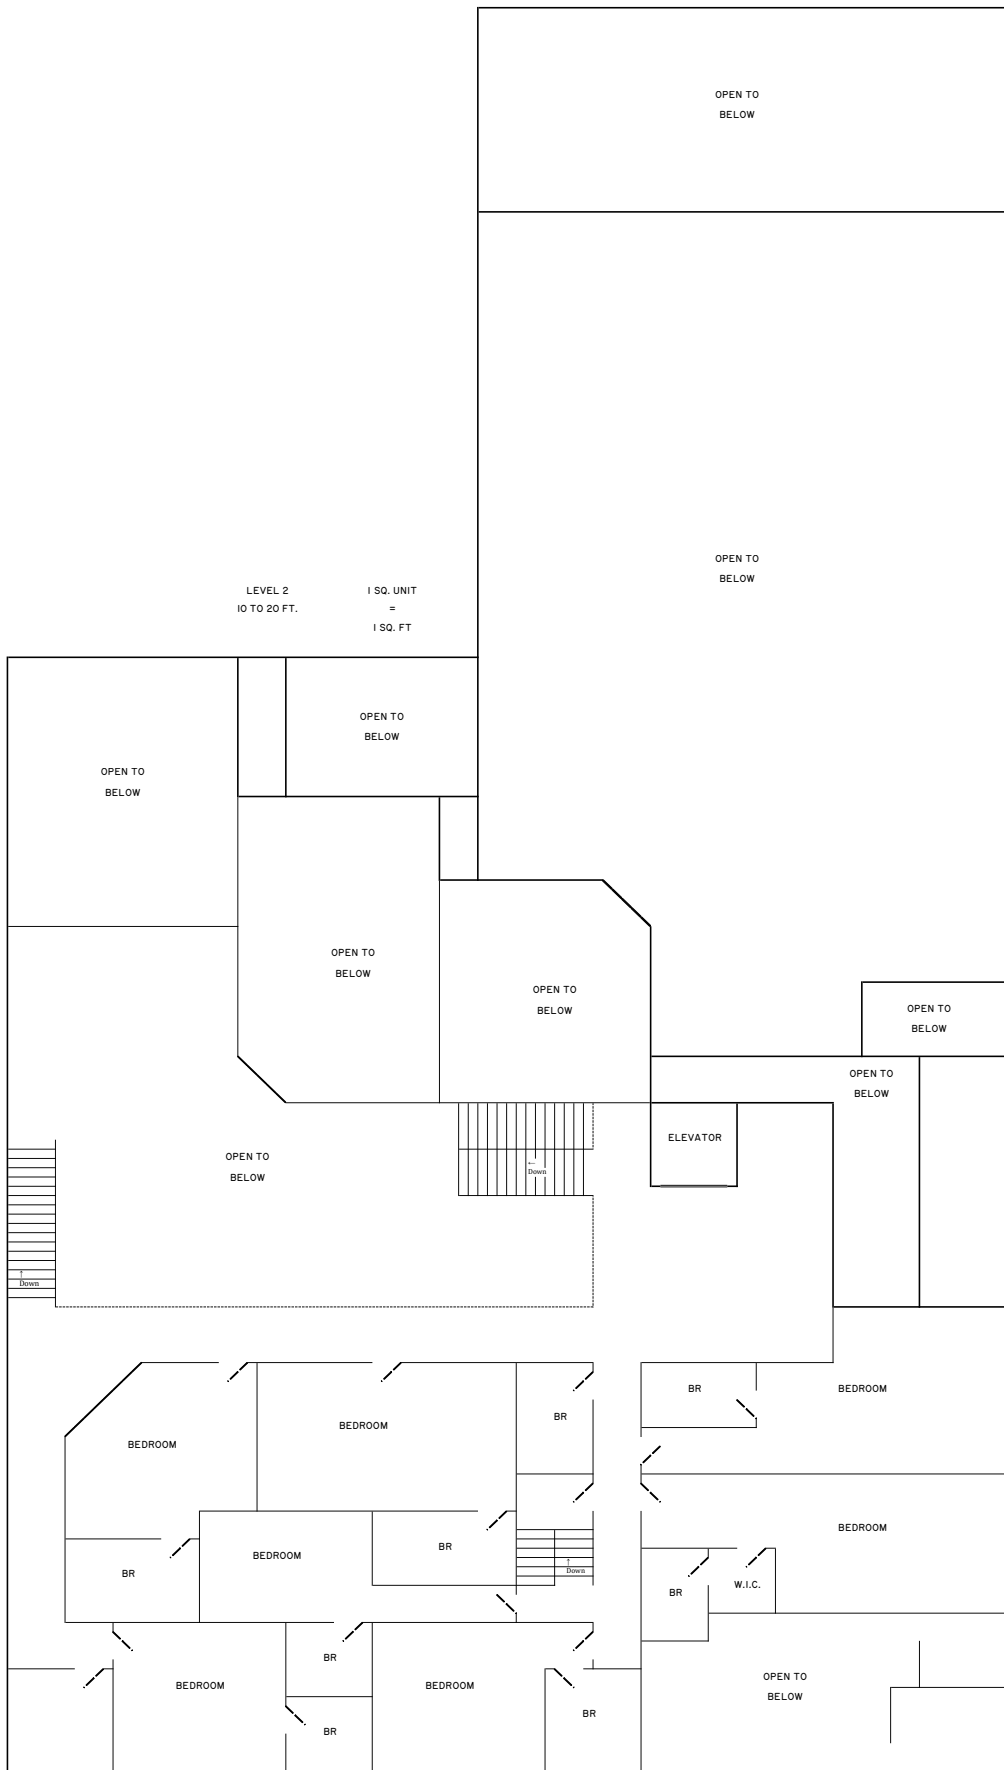 OPEN TO
BELOW
OPEN TO
BELOW
LEVEL 2
10 TO 20 FT.
1 SQ. UNIT
=
1 SQ. FT
OPEN TO
BELOW
OPEN TO
BELOW
OPEN TO
BELOW
OPEN TO
BELOW
OPEN TO
BELOW
OPEN TO
BELOW
ELEVATOR
OPEN TO
BELOW
←
Down
↑
Down
BR
BEDROOM
BR
BEDROOM
BEDROOM
BEDROOM
BR
BEDROOM
↑
Down
BR
W.I.C.
BR
BR
BEDROOM
BEDROOM
OPEN TO
BELOW
BR
BR